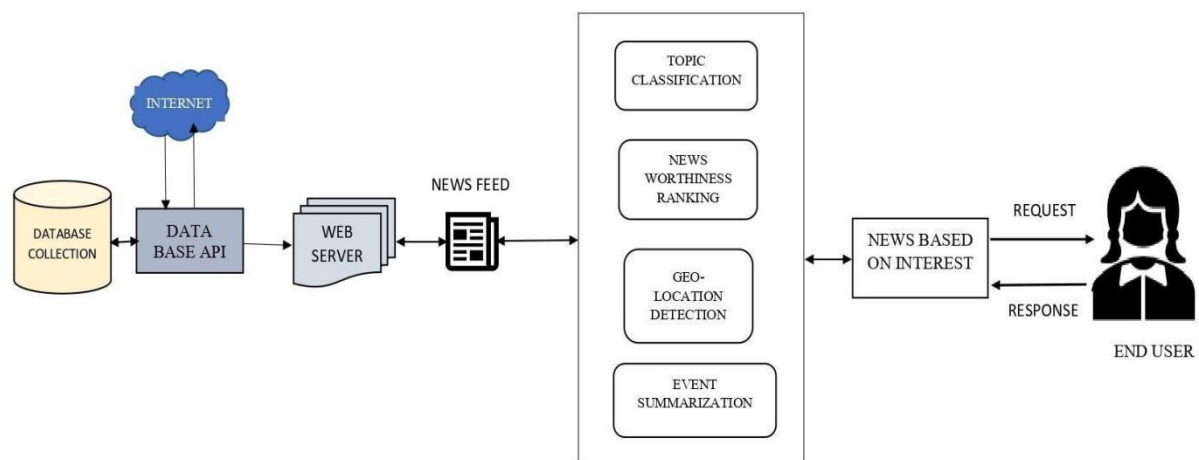 INTERNET
DATABASE
COLLECTION
DATA
BASE API
WEB
SERVER
NEWS FEED
TOPIC
CLASSIFICATION
NEWS
WORTHINESS
RANKING
GEO-
LOCATION
DETECTION
EVENT
SUMMARIZATION
NEWS BASED
ON INTEREST
REQUEST
RESPONSE
END USER